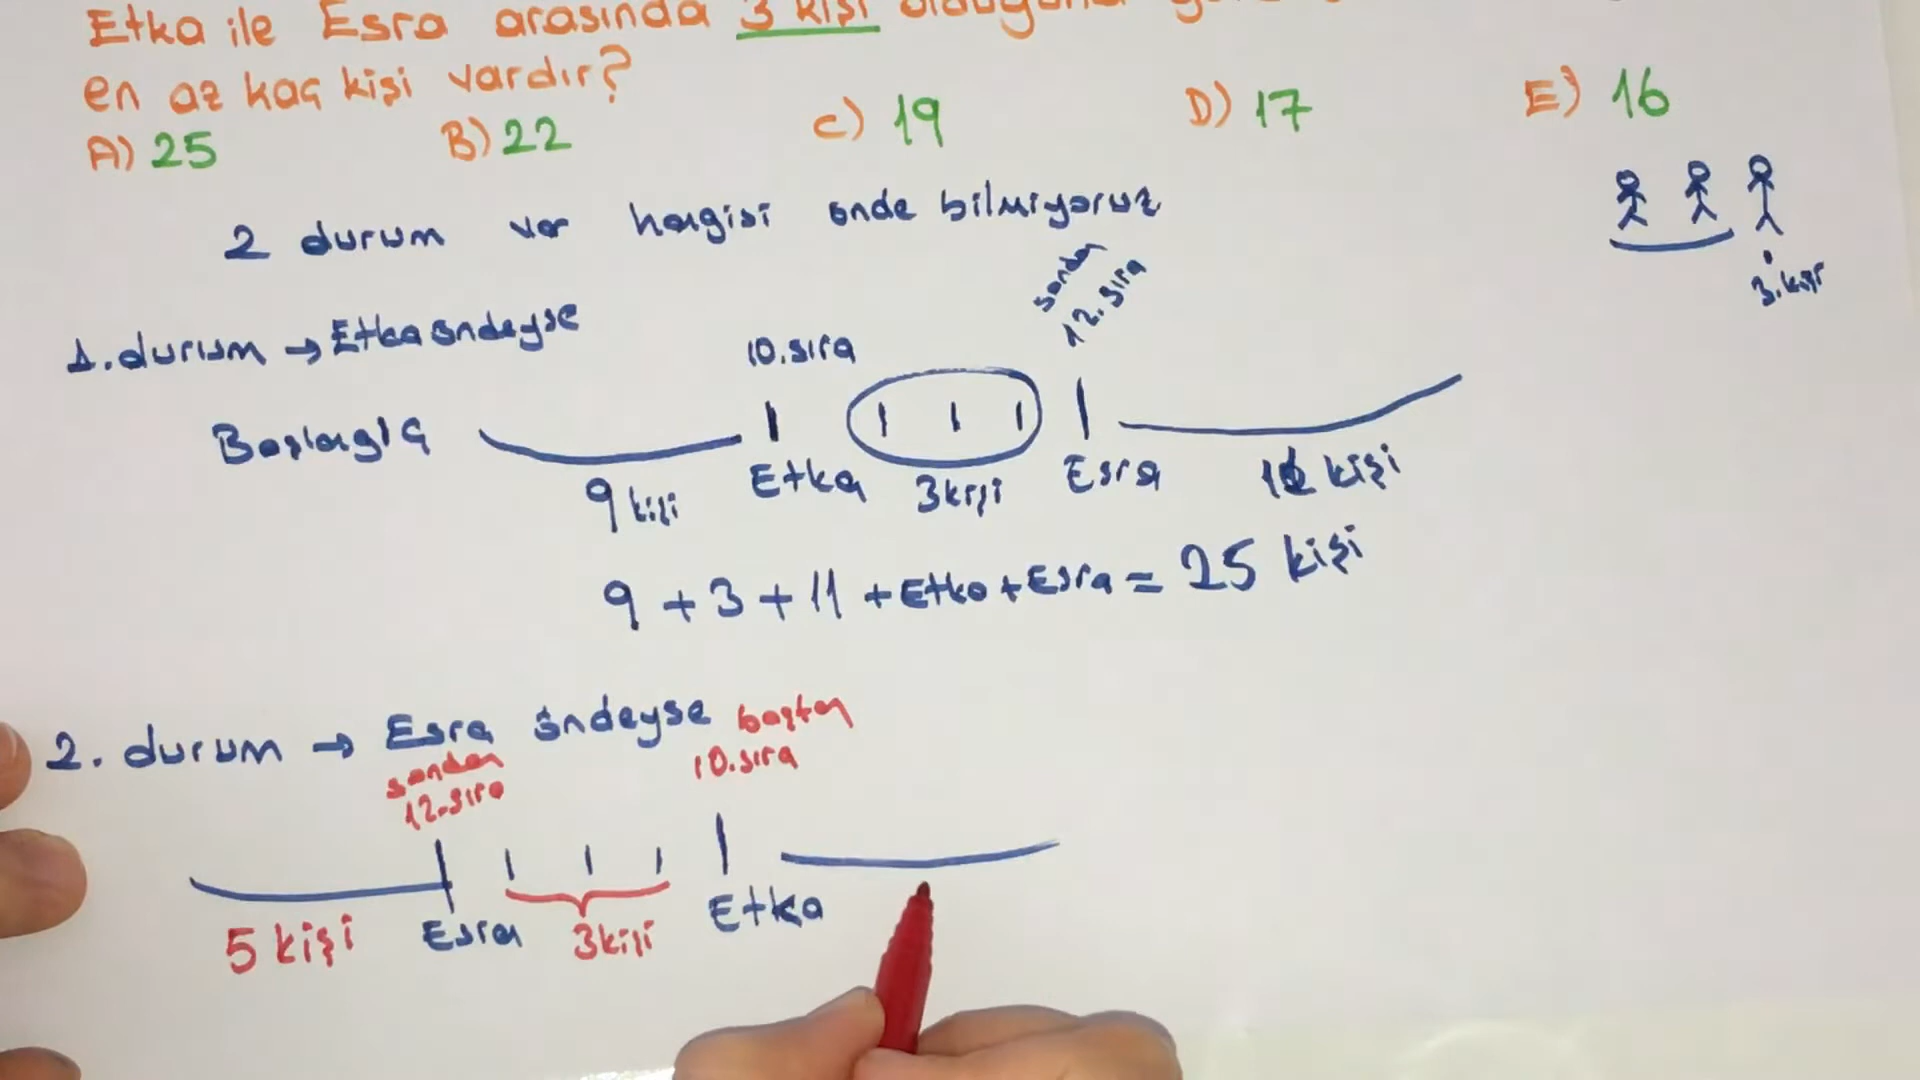 Etka ile Esra arasında 3 kişi
en az kaç kişi vardır?
A) 25 B) 22 C) 19 D) 17 E) 16
2 durum var hangisi önde bilmiyoruz
3. kişi
1. durum → Etka öndeyse
10. sıra
sondan 12. sıra
Başlangıç
9 kişi Etka 3 kişi Esra kişi
9 + 3 + 11 + Etka + Esra = 25 kişi
2. durum → Esra öndeyse
sondan 12. sıra
baştan 10. sıra
5 kişi Esra 3 kişi Etka